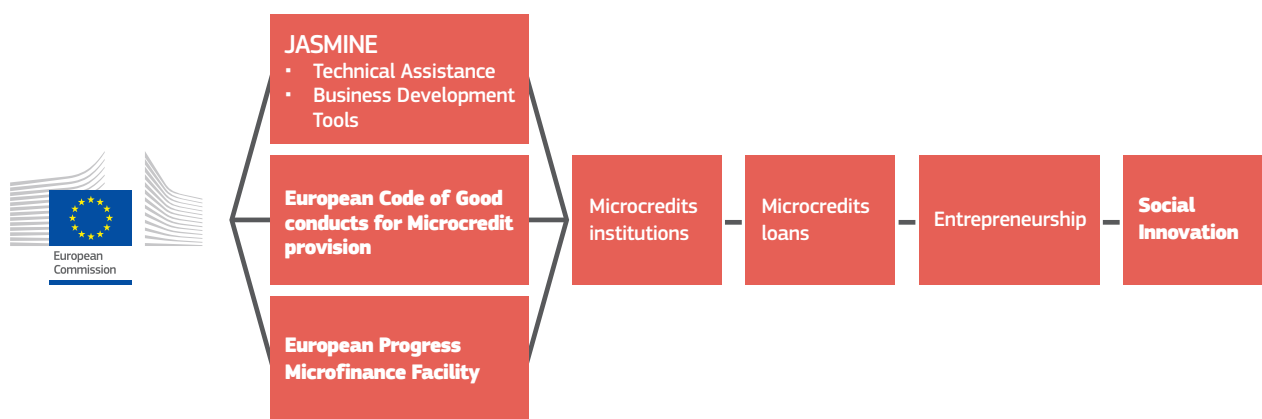 European
Commission
JASMINE
▪ Technical Assistance
▪ Business Development
Tools
European Code of Good
conducts for Microcredit
provision
European Progress
Microfinance Facility
Microcredits
institutions
Microcredits
loans
Entrepreneurship
Social
Innovation